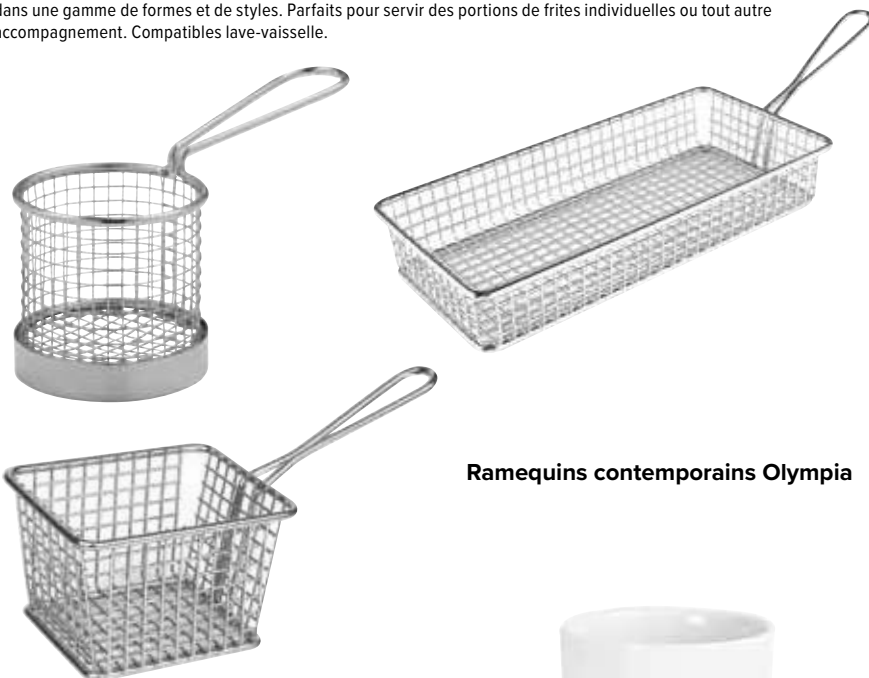 dans une gamme de formes et de styles. Parfaits pour servir des portions de frites individuelles ou tout autre
accompagnement. Compatibles lave-vaisselle.
Ramequins contemporains Olympia